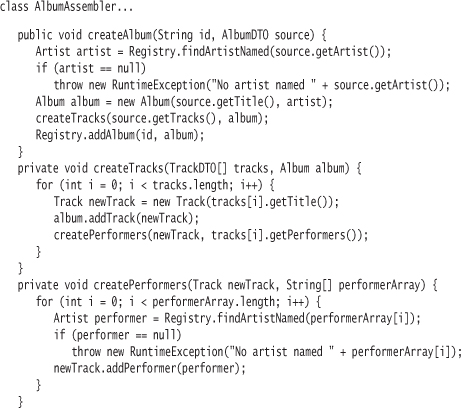 class AlbumAssembler...
public void createAlbum(String id, AlbumDTO source) {
Artist artist = Registry.findArtistNamed(source.getArtist());
if (artist == null)
throw new RuntimeException("No artist named " + source.getArtist());
Album album = new Album(source.getTitle(), artist);
createTracks(source.getTracks(), album);
Registry.addAlbum(id, album);
}
private void createTracks(TrackDTO[] tracks, Album album) {
for (int i = 0; i < tracks.length; i++) {
Track newTrack = new Track(tracks[i].getTitle());
album.addTrack(newTrack);
createPerformers(newTrack, tracks[i].getPerformers());
}
}
private void createPerformers(Track newTrack, String[] performerArray) {
for (int i = 0; i < performerArray.length; i++) {
Artist performer = Registry.findArtistNamed(performerArray[i]);
if (performer == null)
throw new RuntimeException("No artist named " + performerArray[i]);
newTrack.addPerformer(performer);
}
}